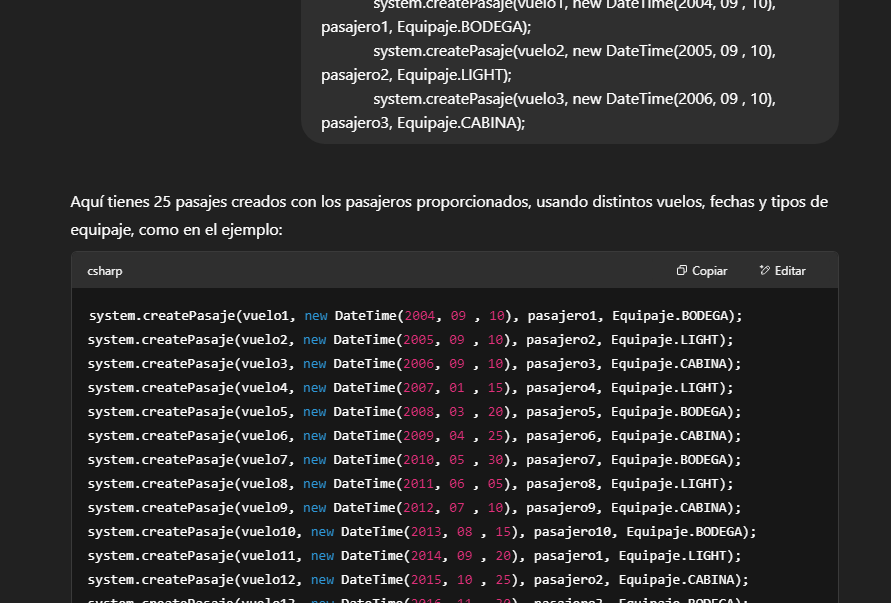 system.createPasaje(vuelo1, new DateTime(2004, 09 , 10),
pasajero1, Equipaje.BODEGA);
system.createPasaje(vuelo2, new DateTime(2005, 09 , 10),
pasajero2, Equipaje.LIGHT);
system.createPasaje(vuelo3, new DateTime(2006, 09 , 10),
pasajero3, Equipaje.CABINA);
Aquí tienes 25 pasajes creados con los pasajeros proporcionados, usando distintos vuelos, fechas y tipos de
equipaje, como en el ejemplo:
csharp
Copiar
Editar
system.createPasaje(vuelo1, new DateTime(2004, 09 , 10), pasajero1, Equipaje.BODEGA);
system.createPasaje(vuelo2, new DateTime(2005, 09 , 10), pasajero2, Equipaje.LIGHT);
system.createPasaje(vuelo3, new DateTime(2006, 09 , 10), pasajero3, Equipaje.CABINA);
system.createPasaje(vuelo4, new DateTime(2007, 01 , 15), pasajero4, Equipaje.LIGHT);
system.createPasaje(vuelo5, new DateTime(2008, 03 , 20), pasajero5, Equipaje.BODEGA);
system.createPasaje(vuelo6, new DateTime(2009, 04 , 25), pasajero6, Equipaje.CABINA);
system.createPasaje(vuelo7, new DateTime(2010, 05 , 30), pasajero7, Equipaje.BODEGA);
system.createPasaje(vuelo8, new DateTime(2011, 06 , 05), pasajero8, Equipaje.LIGHT);
system.createPasaje(vuelo9, new DateTime(2012, 07 , 10), pasajero9, Equipaje.CABINA);
system.createPasaje(vuelo10, new DateTime(2013, 08 , 15), pasajero10, Equipaje.BODEGA);
system.createPasaje(vuelo11, new DateTime(2014, 09 , 20), pasajero1, Equipaje.LIGHT);
system.createPasaje(vuelo12, new DateTime(2015, 10 , 25), pasajero2, Equipaje.CABINA);
system.createPasaje(vuelo13, new DateTime(2016, 11 , 30), pasajero3, Equipaje.BODEGA);